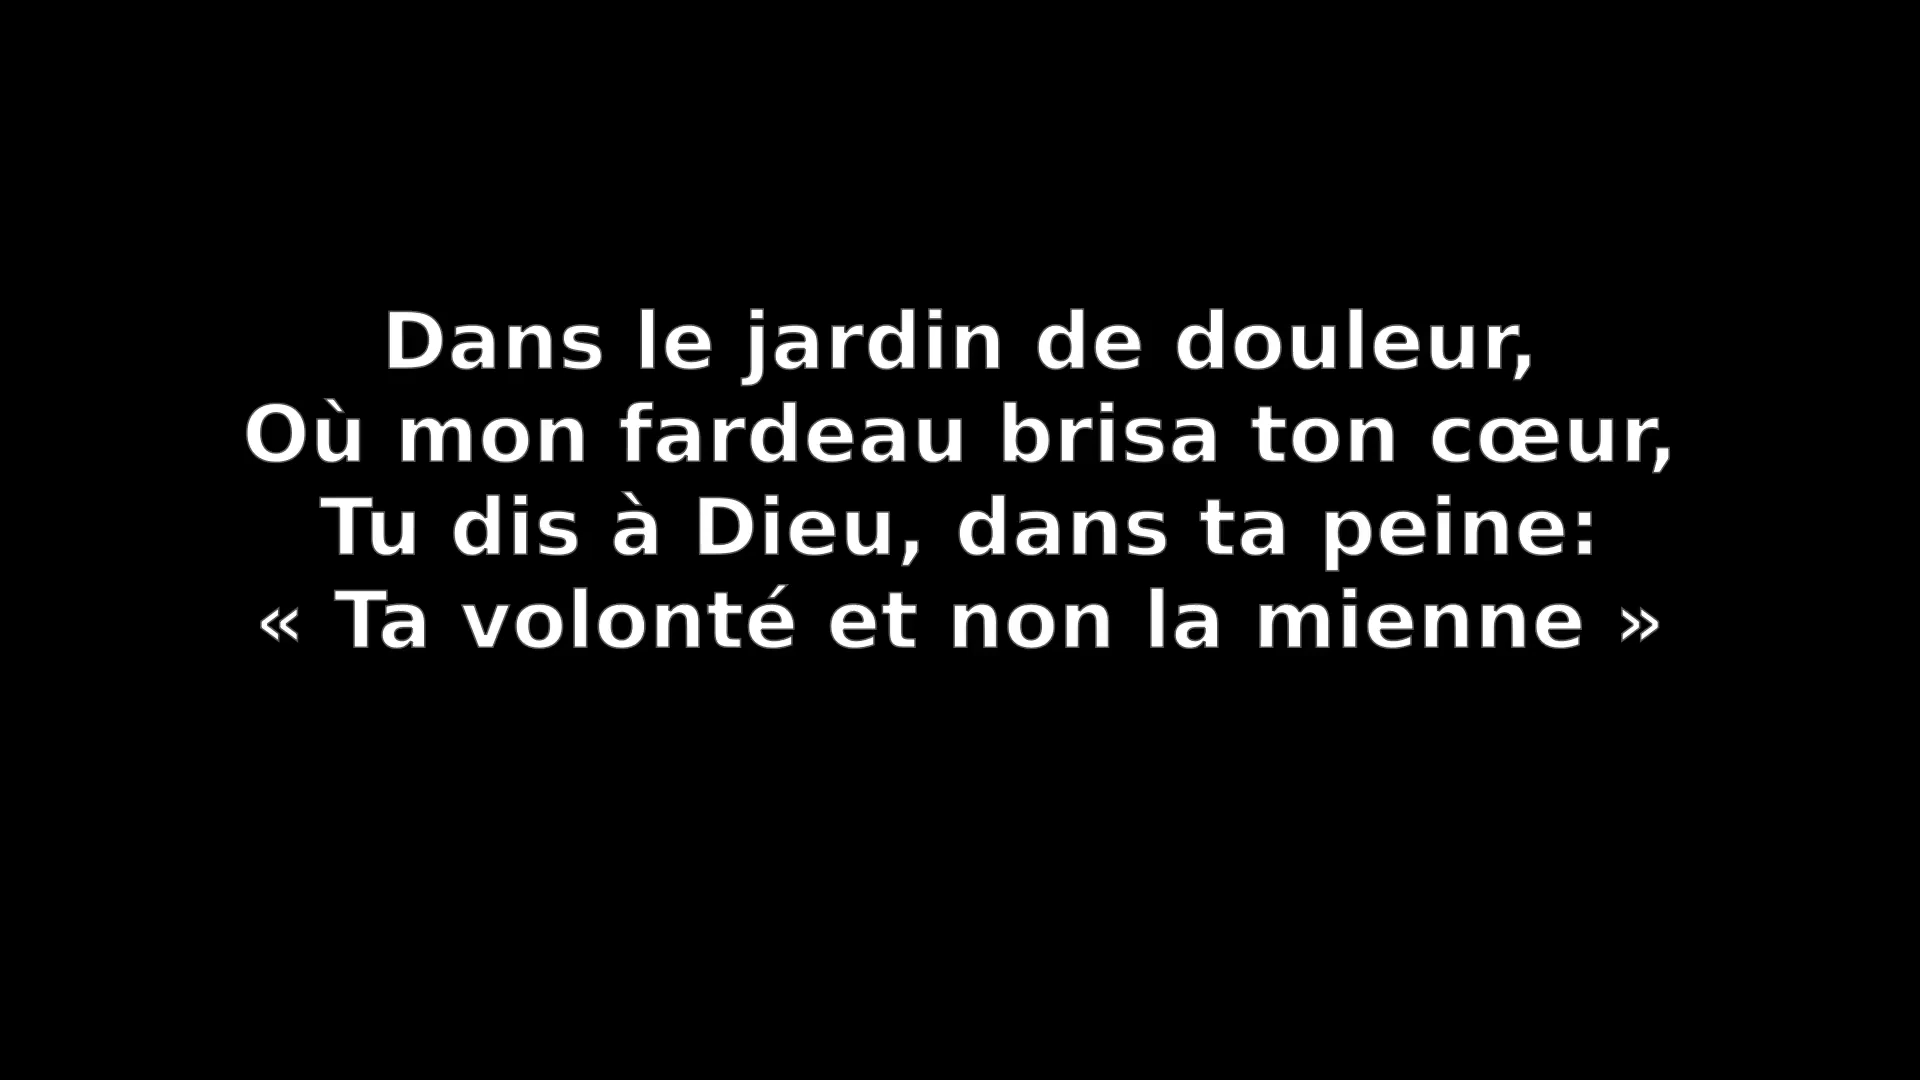 Dans le jardin de douleur,
Où mon fardeau brisa ton cœur,
Tu dis à Dieu, dans ta peine:
« Ta volonté et non la mienne »